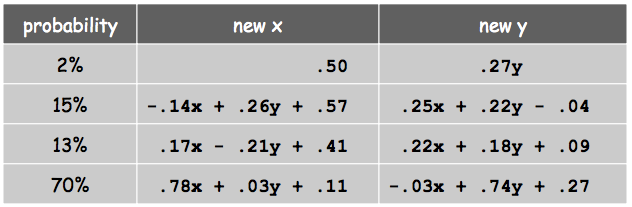 probability new x new y
2% .50 .27y
15% -.14x + .26y + .57 .25x + .22y - .04
13% .17x - .21y + .41 .22x + .18y + .09
70% .78x + .03y + .11 -.03x + .74y + .27